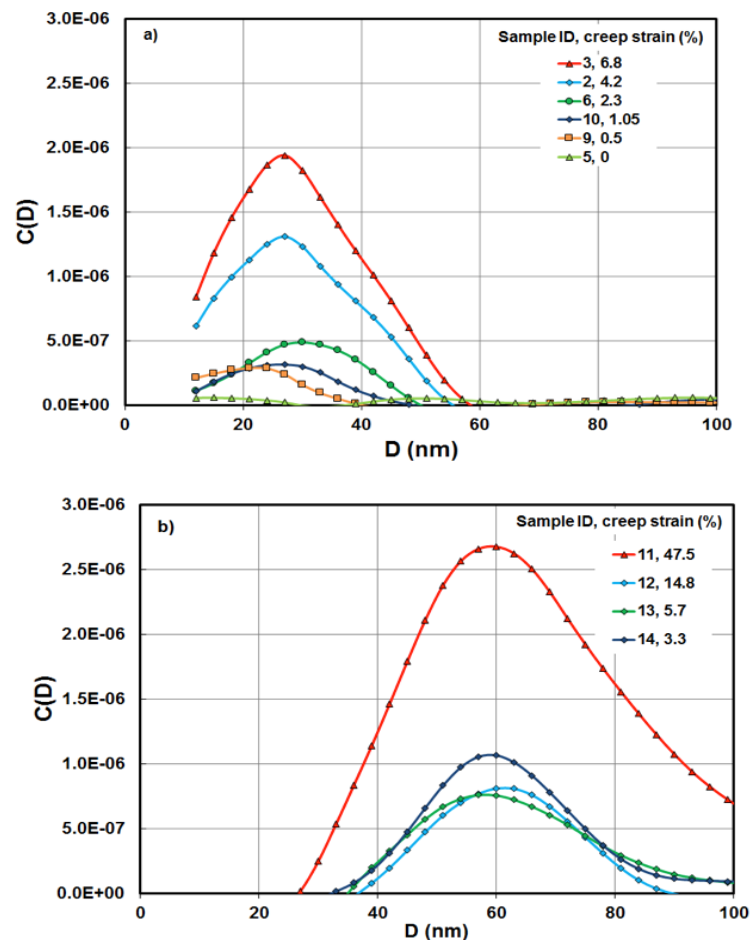 a)
Sample ID, creep strain (%)
3, 6.8
2, 4.2
6, 2.3
10, 1.05
9, 0.5
5, 0
3.0E-06
2.5E-06
2.0E-06
1.5E-06
1.0E-06
5.0E-07
0.0E+00
C(D)
0 20 40 60 80 100
D (nm)
b)
Sample ID, creep strain (%)
11, 47.5
12, 14.8
13, 5.7
14, 3.3
3.0E-06
2.5E-06
2.0E-06
1.5E-06
1.0E-06
5.0E-07
0.0E+00
C(D)
0 20 40 60 80 100
D (nm)